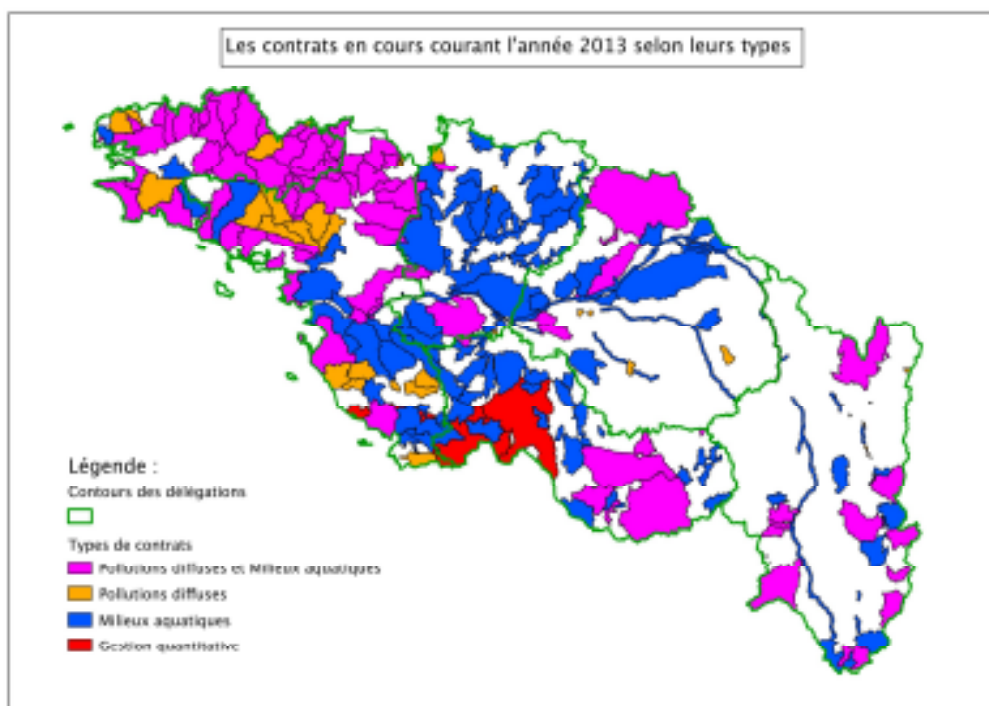 Les contrats en cours courant l'année 2013 selon leurs types
Légende :
Contours des délégations
Types de contrats
Pollutions diffuses et Milieux aquatiques
Pollutions diffuses
Milieux aquatiques
Gestion quantitative